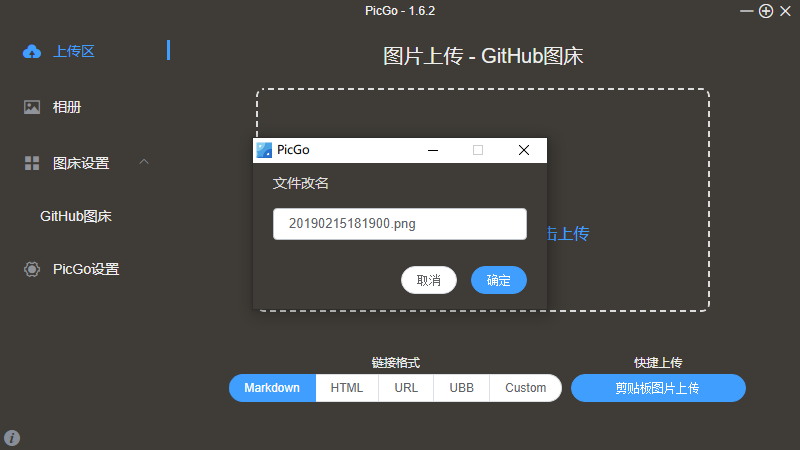 PicGo - 1.6.2
上传区
相册
图床设置
GitHub图床
PicGo设置
图片上传 - GitHub图床
击上传
PicGo
文件改名
20190215181900.png
取消
确定
链接格式
Markdown
HTML
URL
UBB
Custom
快捷上传
剪贴板图片上传
i